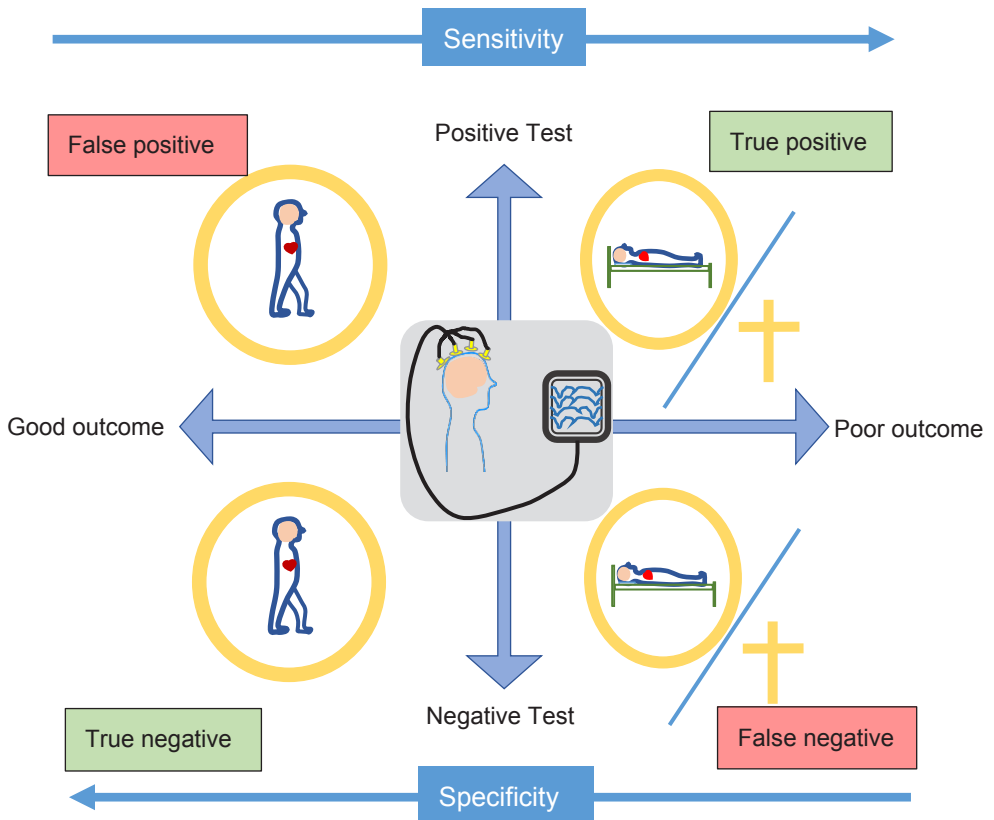 Sensitivity
False positive
Positive Test
True positive
Good outcome
Poor outcome
True negative
Negative Test
False negative
Specificity